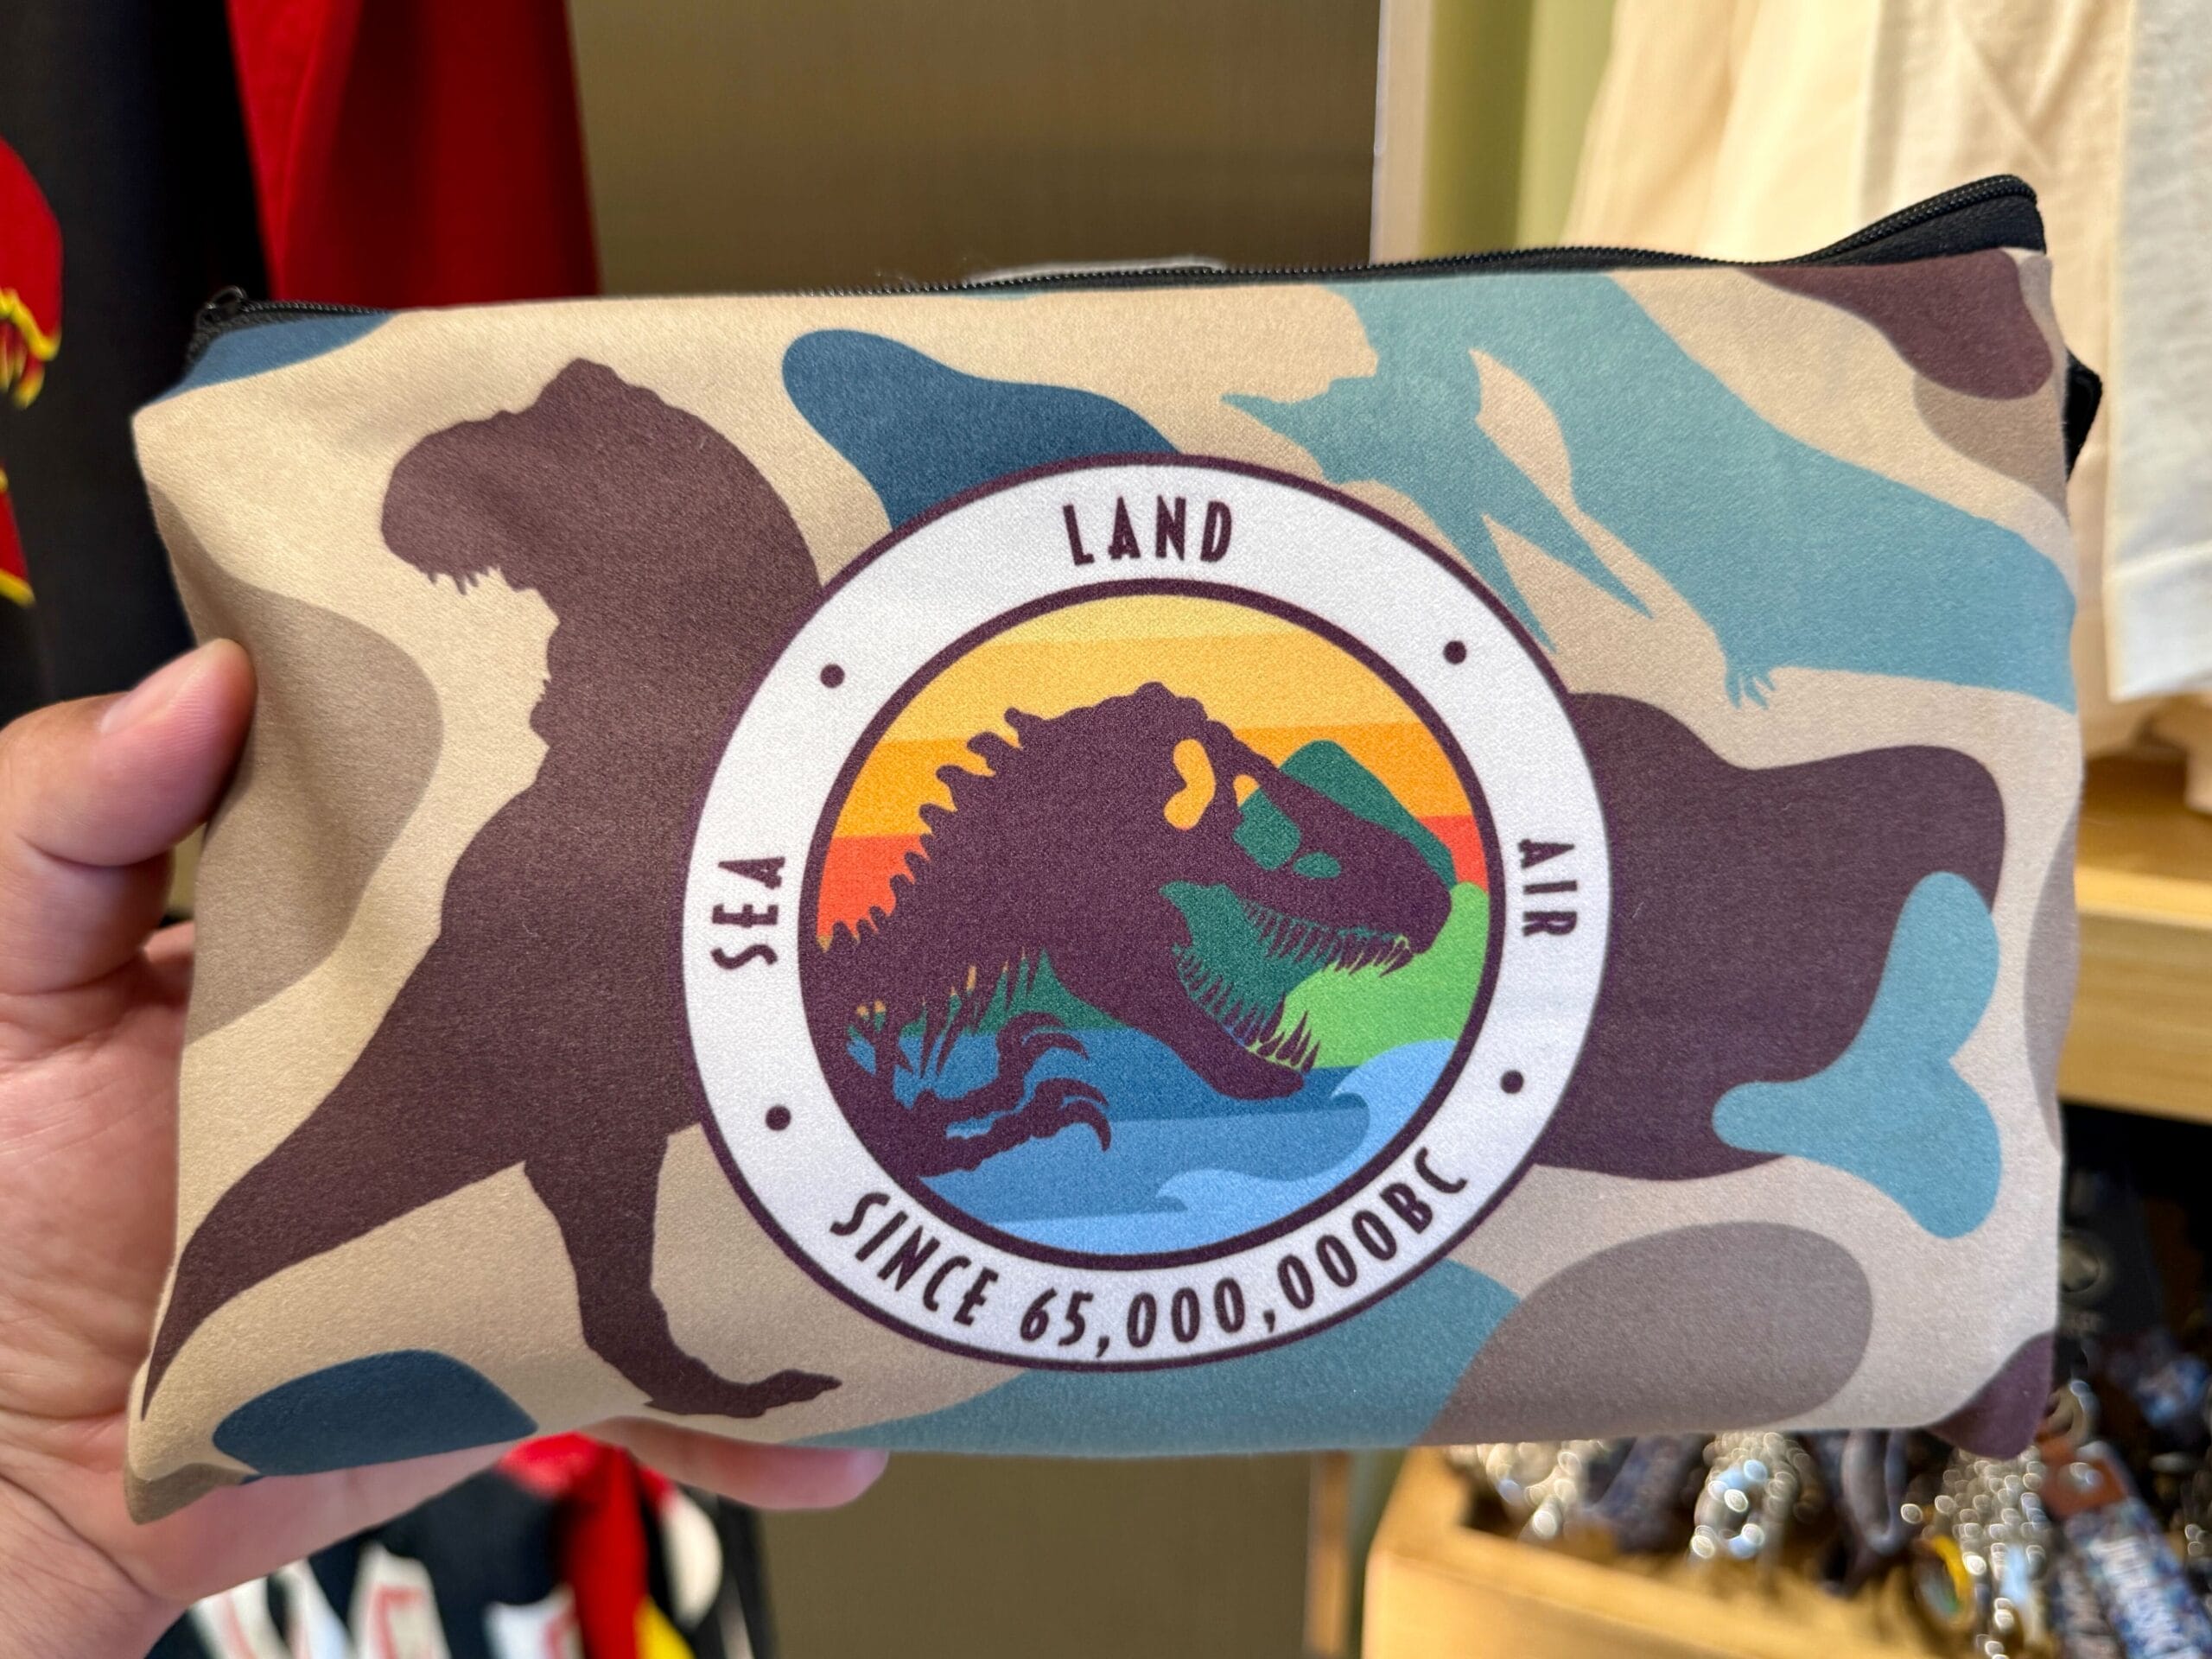 LAND
SEA
AIR
SINCE 65,000,000BC